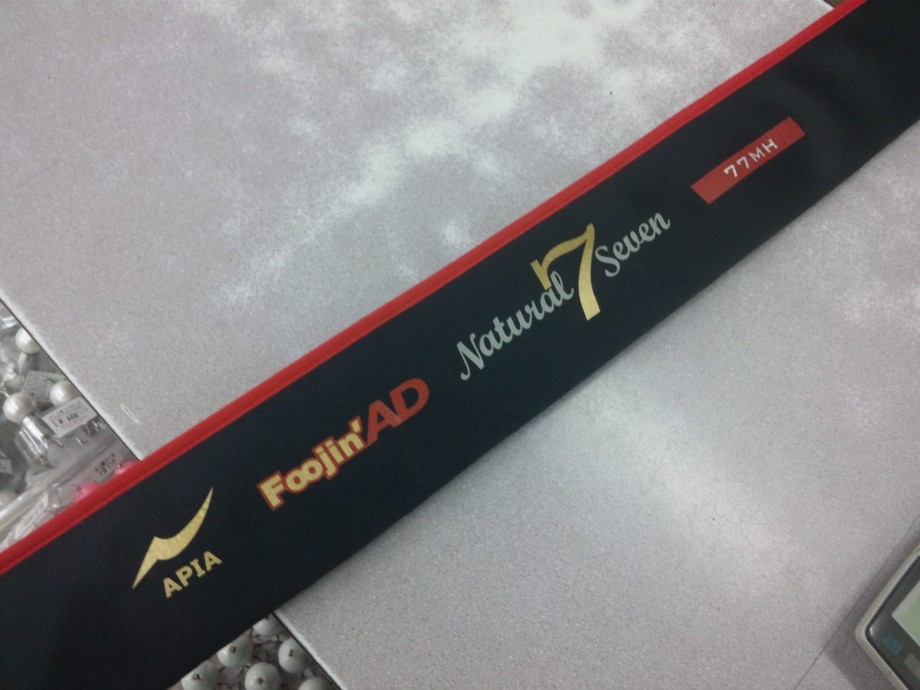 APIA
Foojin'AD
Natural 7 Seven
77MH